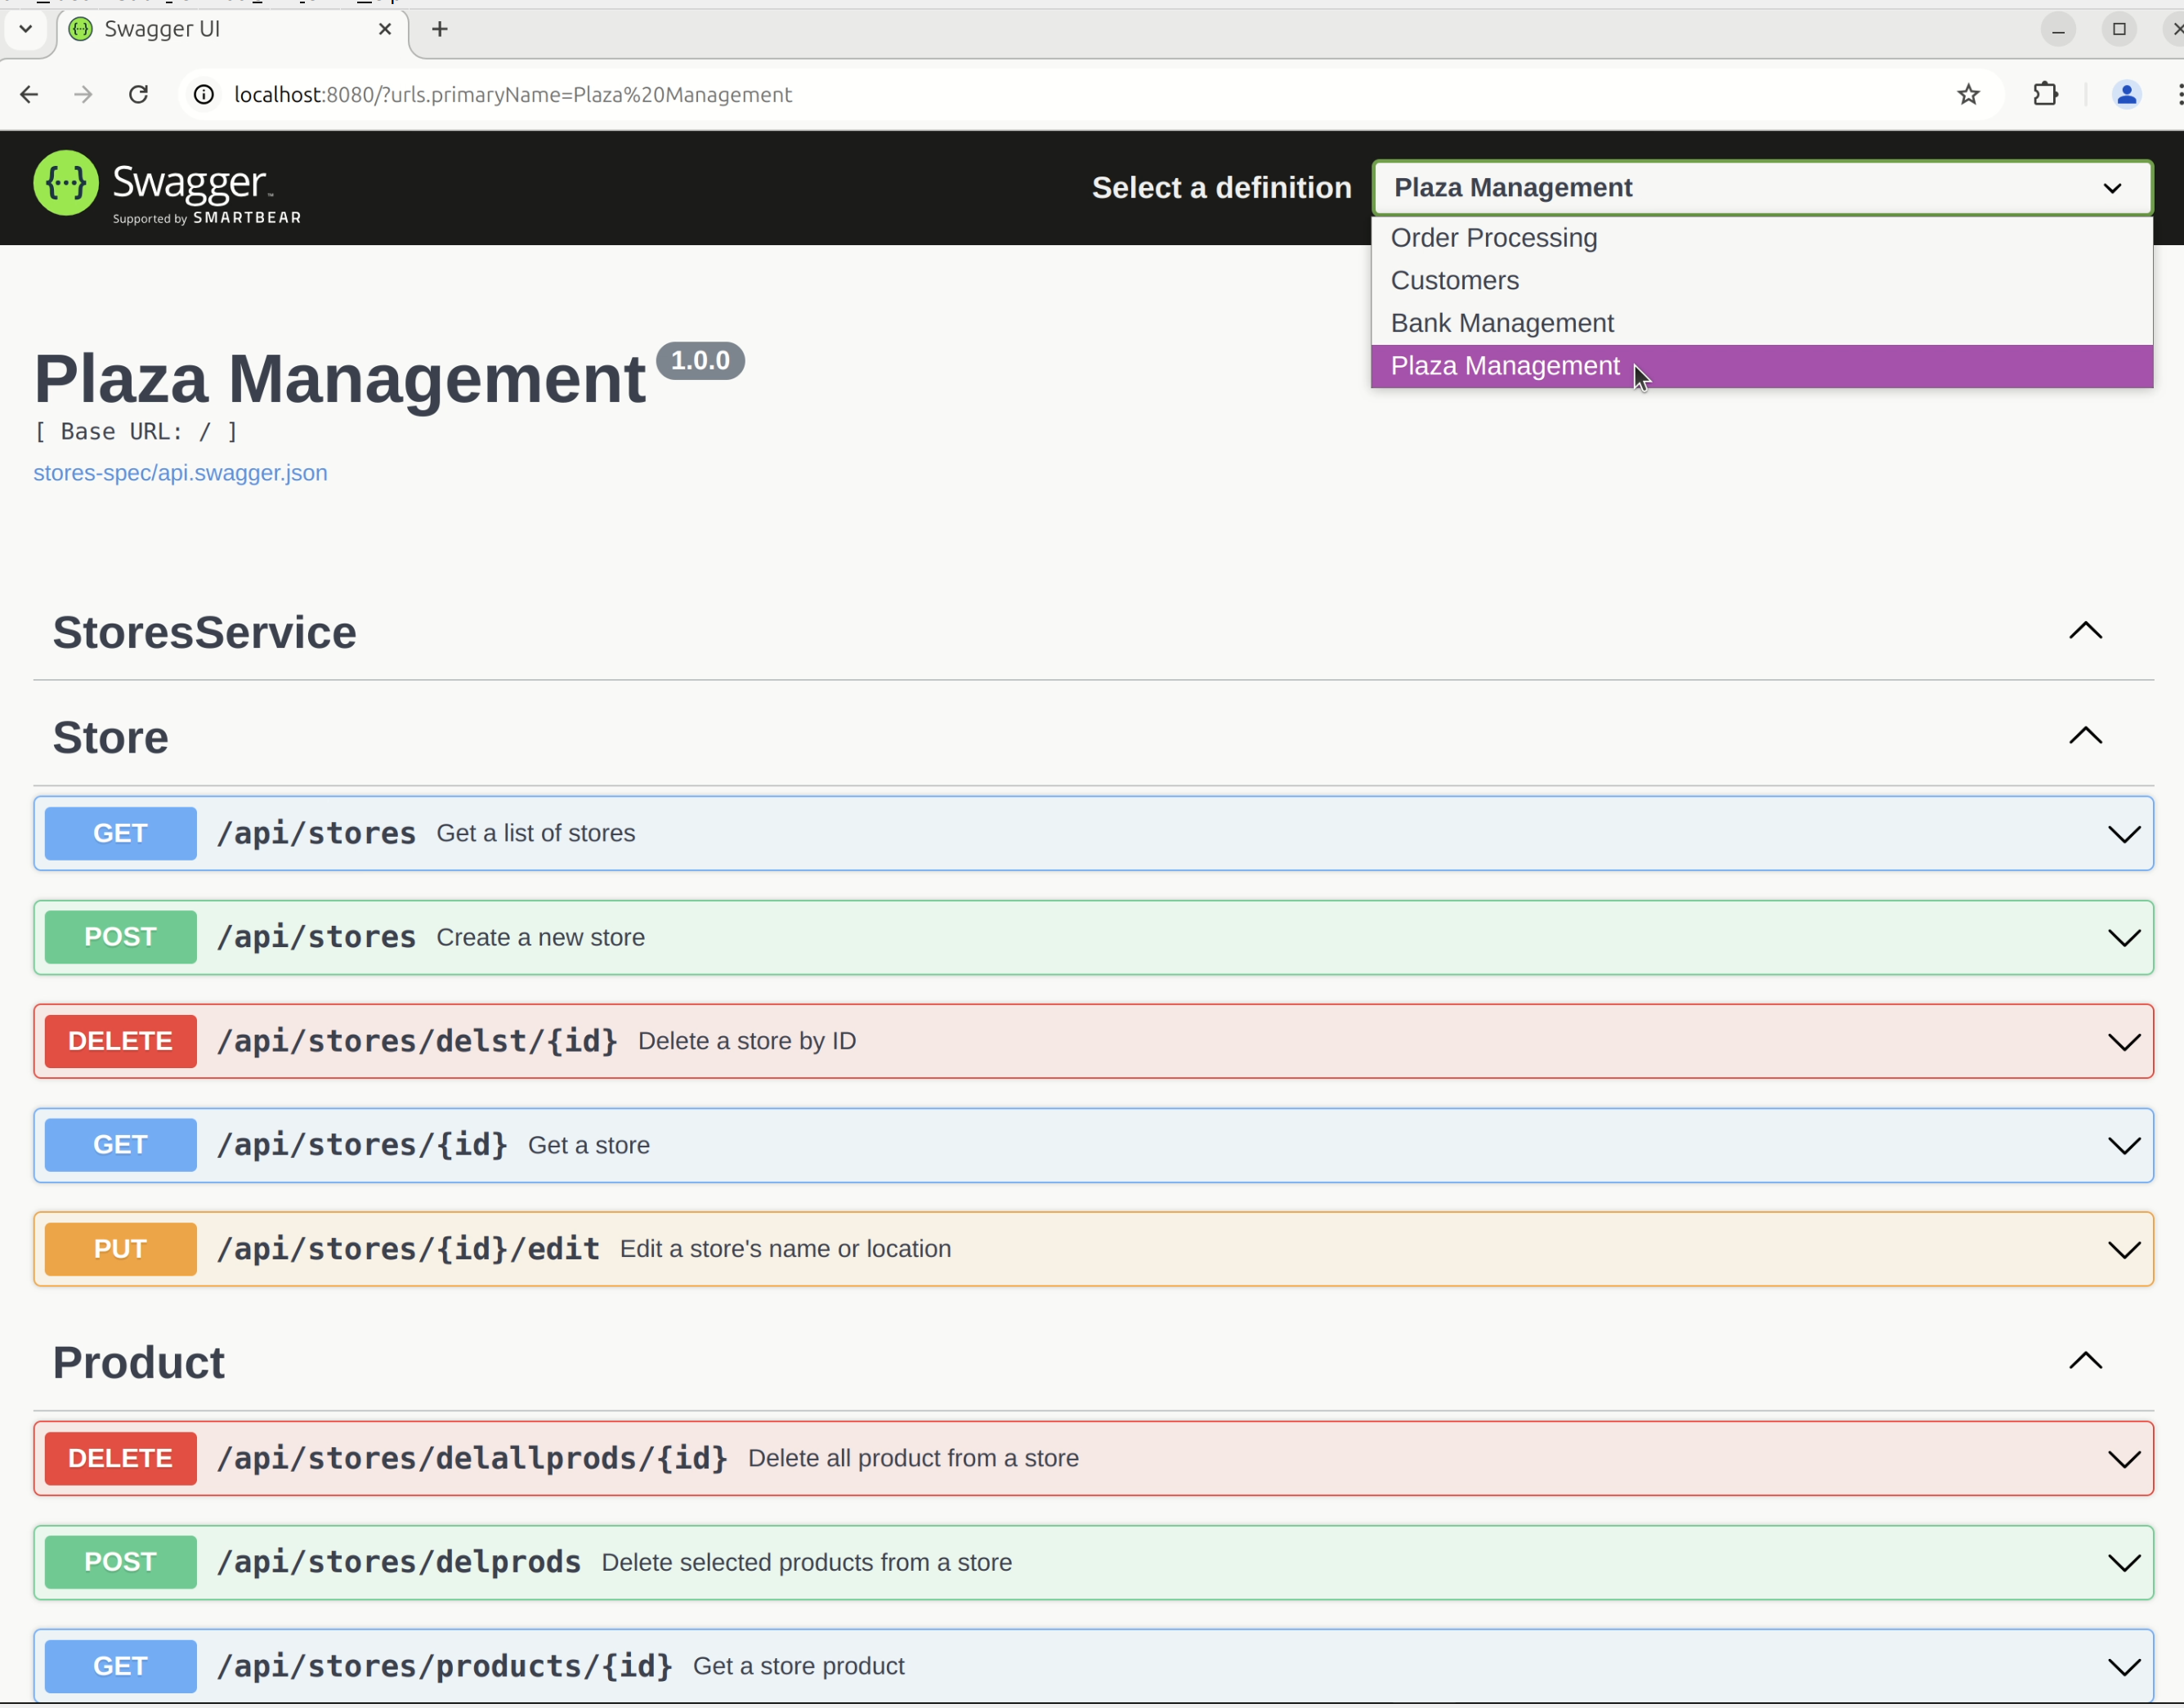 Swagger UI
localhost:8080/?urls.primaryName=Plaza%20Management
Swagger
Supported by SMARTBEAR
Select a definition
Plaza Management
Order Processing
Customers
Bank Management
Plaza Management
Plaza Management 1.0.0
[ Base URL: / ]
stores-spec/api.swagger.json
StoresService
Store
GET /api/stores Get a list of stores
POST /api/stores Create a new store
DELETE /api/stores/delst/{id} Delete a store by ID
GET /api/stores/{id} Get a store
PUT /api/stores/{id}/edit Edit a store's name or location
Product
DELETE /api/stores/delallprods/{id} Delete all product from a store
POST /api/stores/delprods Delete selected products from a store
GET /api/stores/products/{id} Get a store product